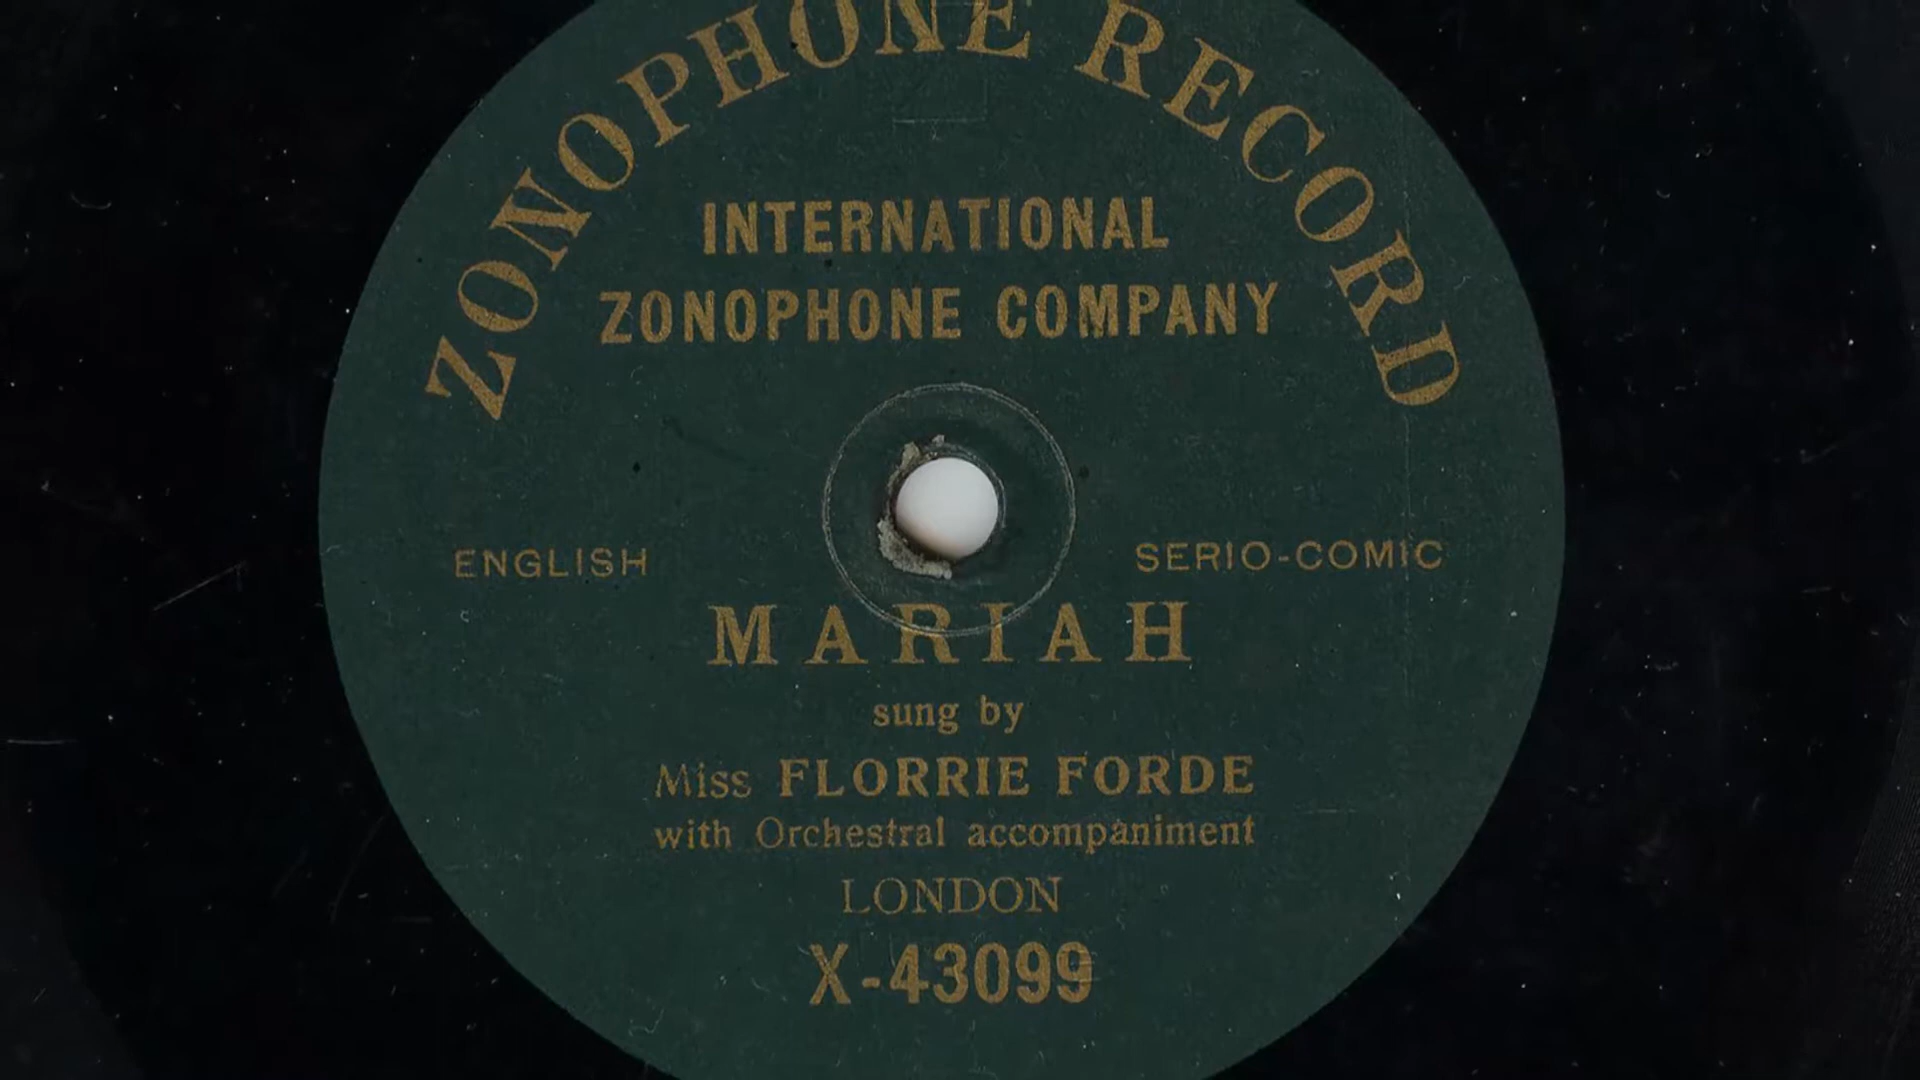 ZONOPHONE RECORD
INTERNATIONAL
ZONOPHONE COMPANY
ENGLISH
SERIO-COMIC
MARIAH
sung by
Miss FLORRIE FORDE
with Orchestral accompaniment
LONDON
X-43099